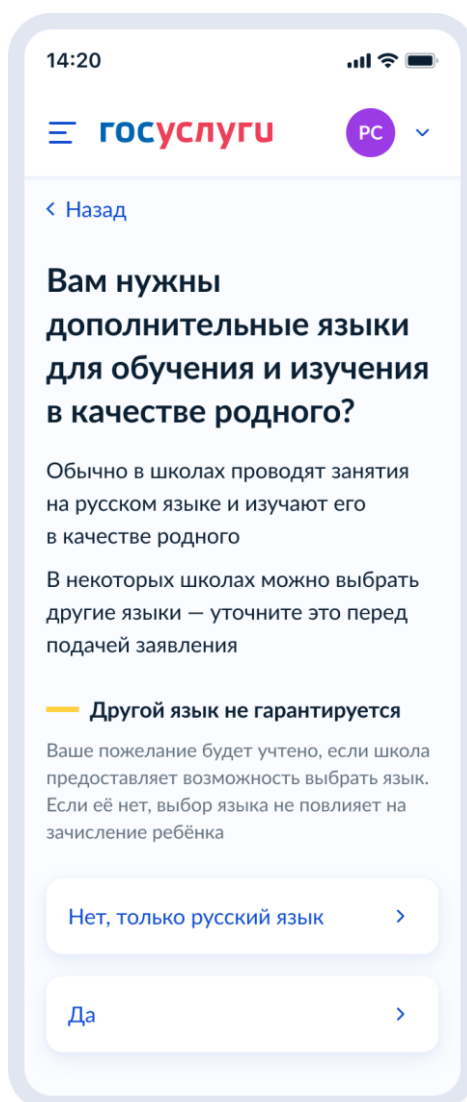 14:20
госуслуги
РС
Назад
Вам нужны
дополнительные языки
для обучения и изучения
в качестве родного?
Обычно в школах проводят занятия
на русском языке и изучают его
в качестве родного
В некоторых школах можно выбрать
другие языки — уточните это перед
подачей заявления
Другой язык не гарантируется
Ваше пожелание будет учтено, если школа
предоставляет возможность выбрать язык.
Если её нет, выбор языка не повлияет на
зачисление ребёнка
Нет, только русский язык
Да